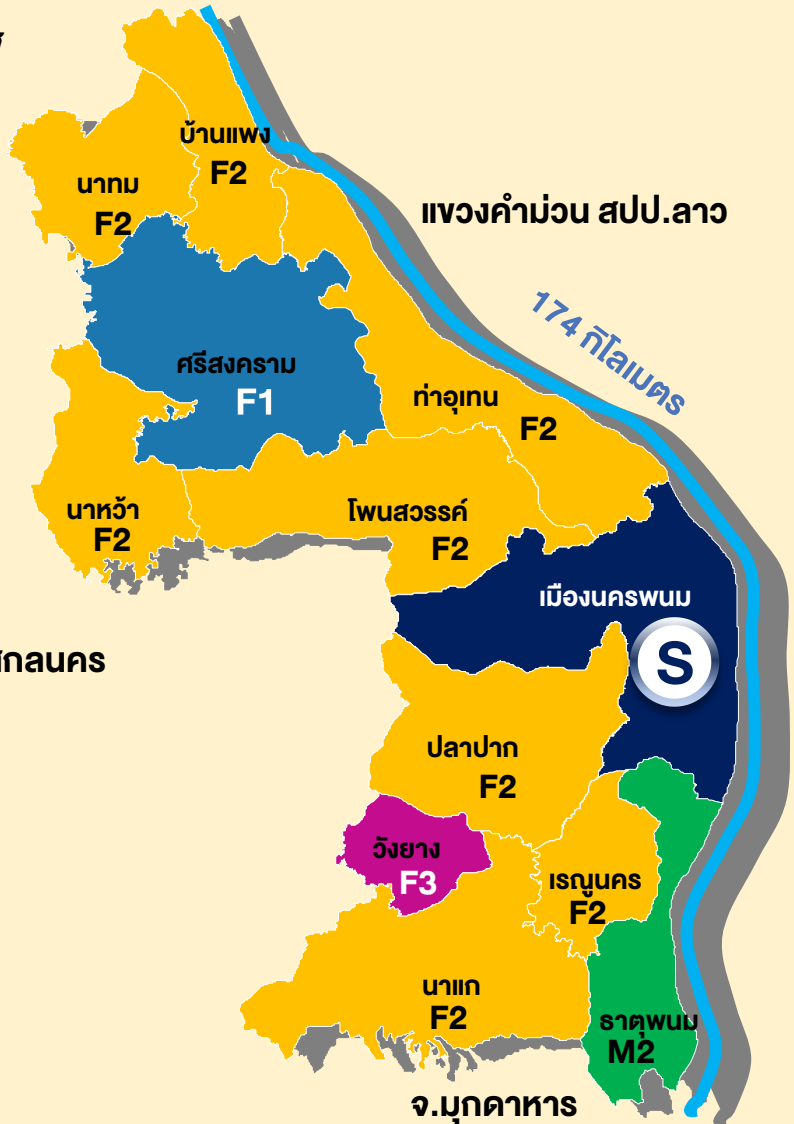 บ้านแพง
F2
นาทม
F2
แขวงคำม่วน สปป.ลาว
174 กิโลเมตร
ศรีสงคราม
F1
ท่าอุเทน
F2
นาหว้า
F2
โพนสวรรค์
F2
เมืองนครพนม
S
สกลนคร
ปลาปาก
F2
วังยาง
F3
เรณูนคร
F2
นาแก
F2
ธาตุพนม
M2
จ.มุกดาหาร